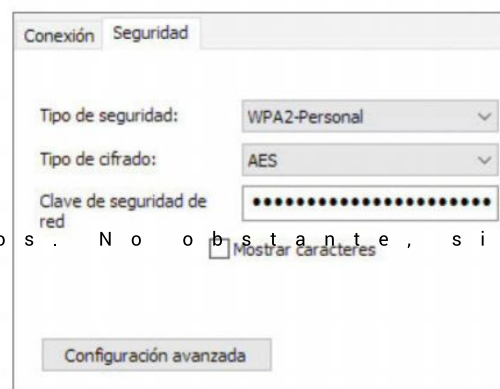 Conexión Seguridad
Tipo de seguridad: WPA2-Personal
Tipo de cifrado: AES
Clave de seguridad de red ••••••••••••••••••••••
os. No obstante, si
Mostrar caracteres
Configuración avanzada